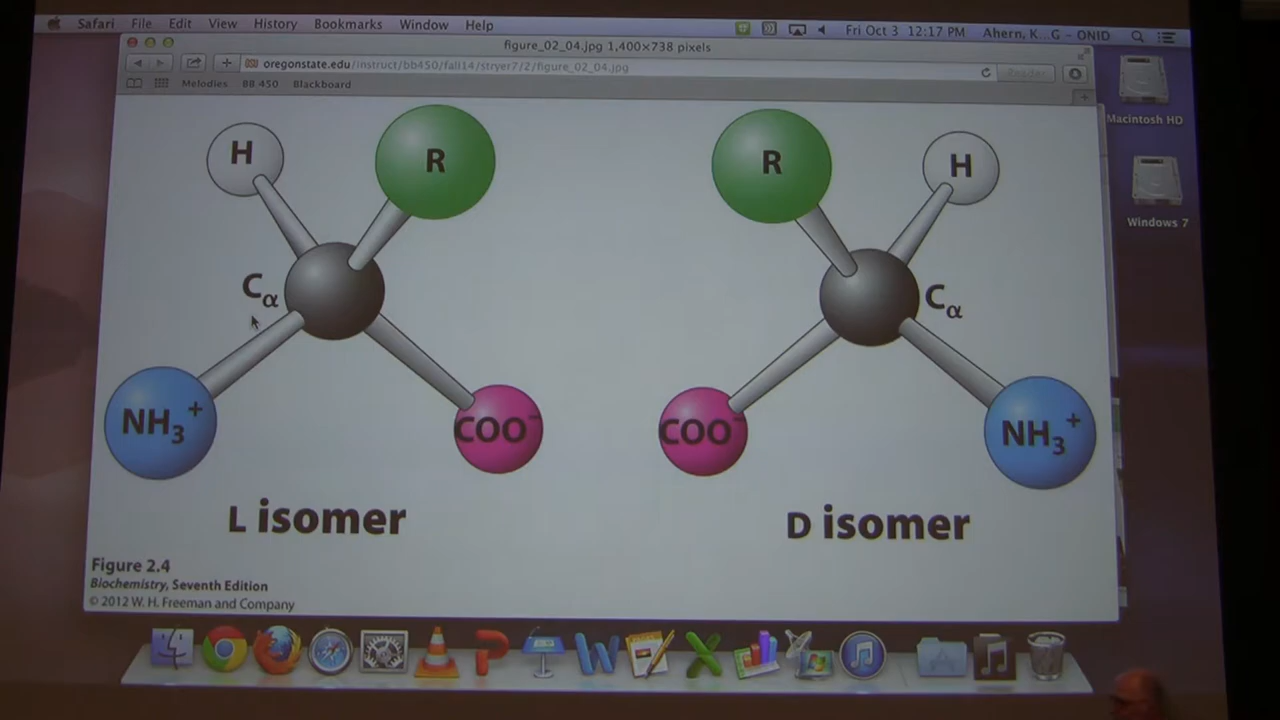 Safari File Edit View History Bookmarks Window Help Fri Oct 3 12:17 PM Ahern, K G - ONID
figure_02_04.jpg 1,400×738 pixels
oregonstate.edu/instruct/bb450/fall14/stryer7/2/figure_02_04.jpg Reader
Melodies BB 450 Blackboard
Macintosh HD
Windows 7
H
R
R
H
Cα
Cα
NH3+
COO-
COO-
NH3+
L isomer
D isomer
Figure 2.4
Biochemistry, Seventh Edition
© 2012 W. H. Freeman and Company